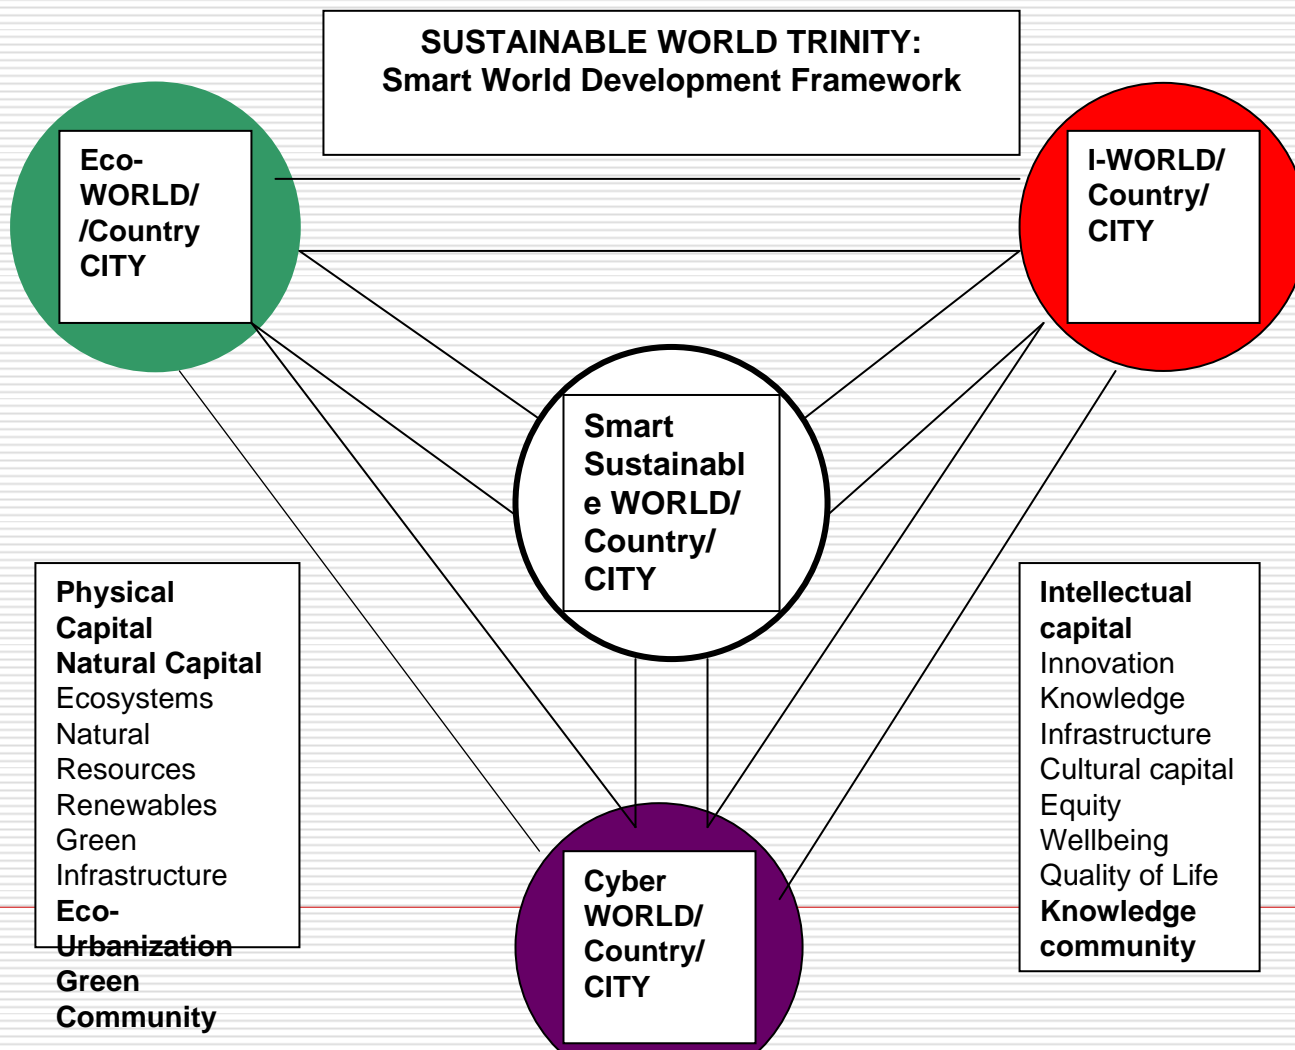 SUSTAINABLE WORLD TRINITY:
Smart World Development Framework
Eco-
WORLD/
/Country
CITY
I-WORLD/
Country/
CITY
Smart
Sustainabl
e WORLD/
Country/
CITY
Physical
Capital
Natural Capital
Ecosystems
Natural
Resources
Renewables
Green
Infrastructure
Eco-
Urbanization
Green
Community
Intellectual
capital
Innovation
Knowledge
Infrastructure
Cultural capital
Equity
Wellbeing
Quality of Life
Knowledge
community
Cyber
WORLD/
Country/
CITY